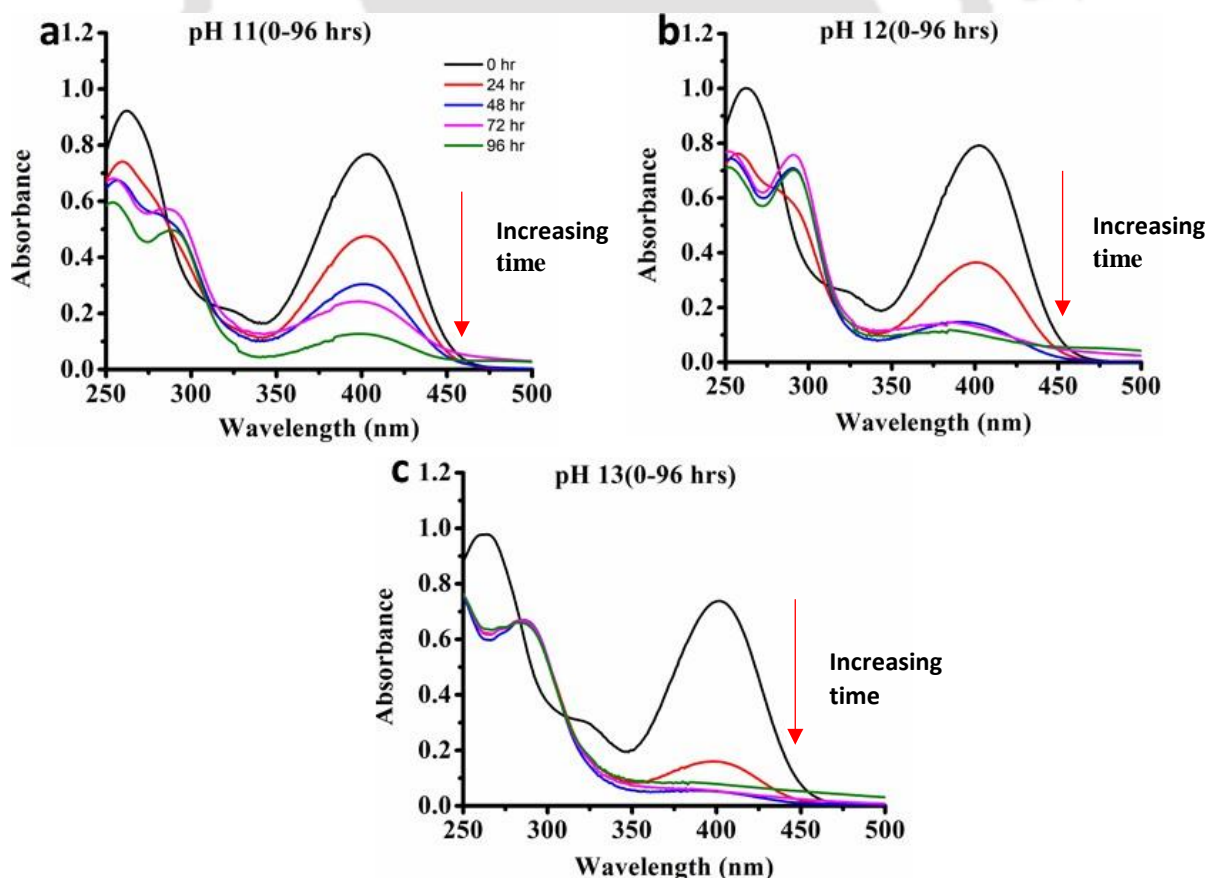 a
pH 11(0-96 hrs)
0 hr
24 hr
48 hr
72 hr
96 hr
Increasing
time
Absorbance
1.2
1.0
0.8
0.6
0.4
0.2
0.0
250 300 350 400 450 500
Wavelength (nm)
b
pH 12(0-96 hrs)
Increasing
time
Absorbance
1.2
1.0
0.8
0.6
0.4
0.2
0.0
250 300 350 400 450 500
Wavelength (nm)
c
pH 13(0-96 hrs)
Increasing
time
Absorbance
1.2
1.0
0.8
0.6
0.4
0.2
0.0
250 300 350 400 450 500
Wavelength (nm)